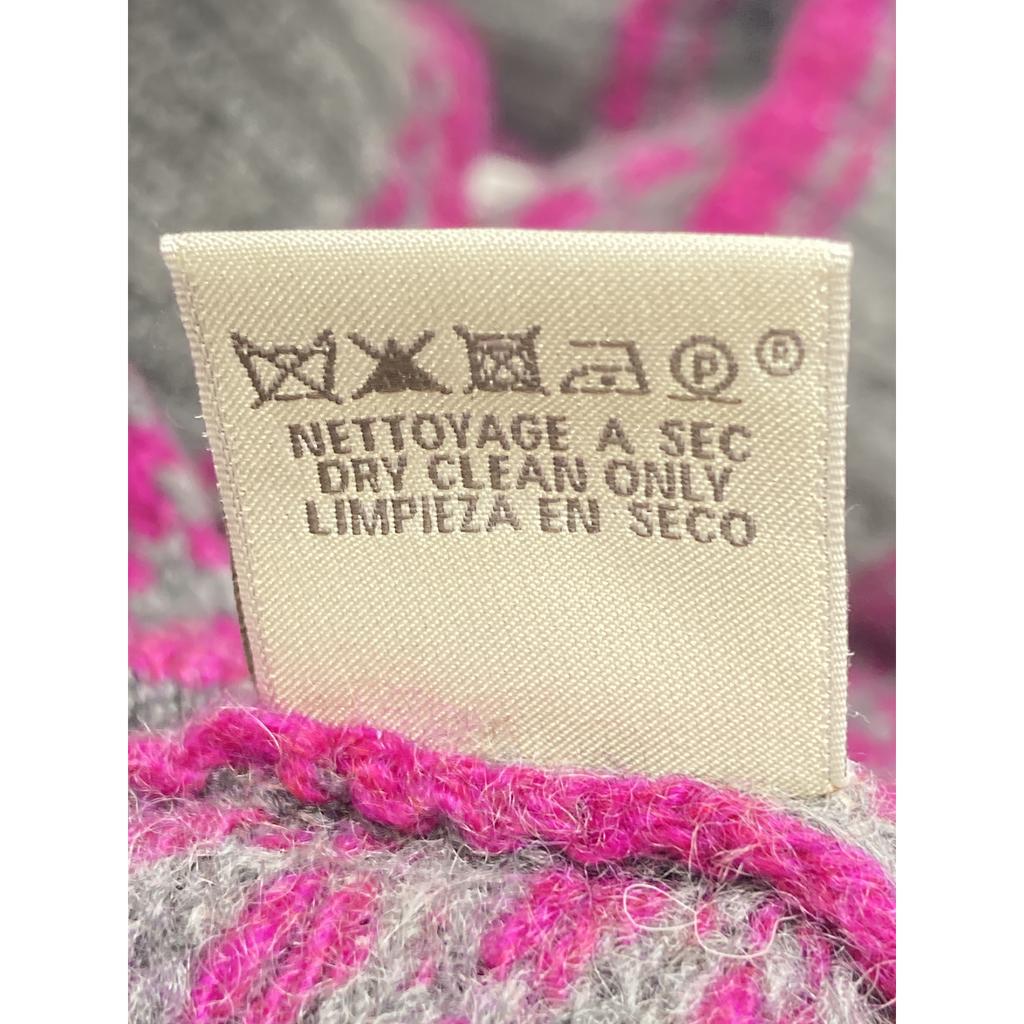 P ®
NETTOYAGE A SEC
DRY CLEAN ONLY
LIMPIEZA EN SECO